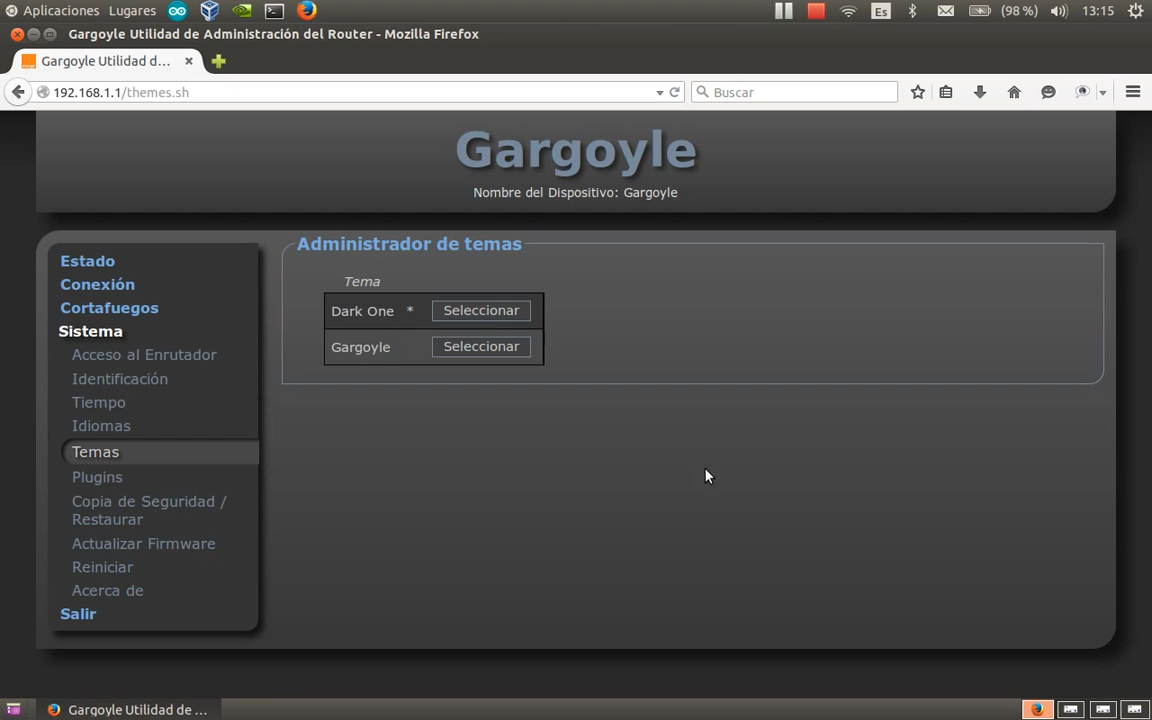 Aplicaciones Lugares Es (98 %) 13:15
Gargoyle Utilidad de Administración del Router - Mozilla Firefox
Gargoyle Utilidad d...
192.168.1.1/themes.sh Buscar
Gargoyle
Nombre del Dispositivo: Gargoyle
Administrador de temas
Estado
Conexión
Cortafuegos
Sistema
Acceso al Enrutador
Identificación
Tiempo
Idiomas
Temas
Plugins
Copia de Seguridad /
Restaurar
Actualizar Firmware
Reiniciar
Acerca de
Salir
Tema
Dark One * Seleccionar
Gargoyle Seleccionar
Gargoyle Utilidad de ...